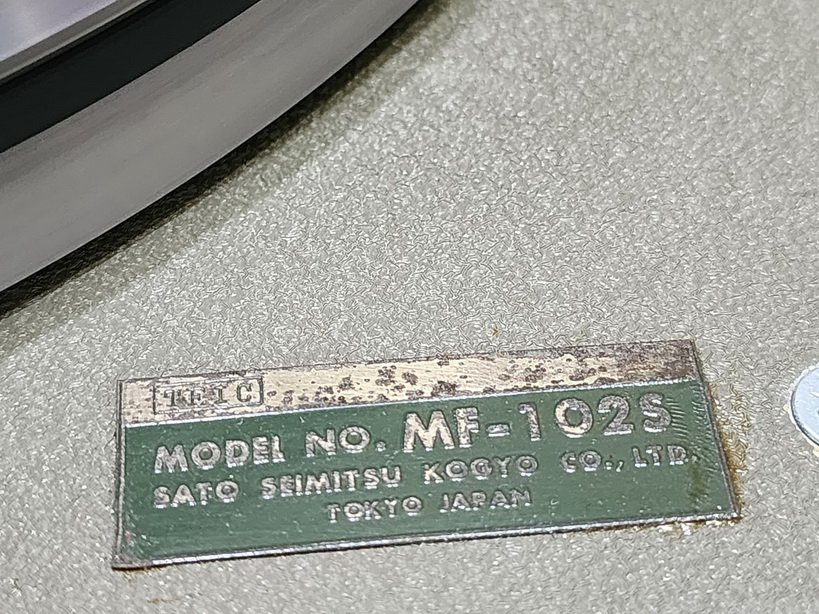 TEIC
MODEL NO. MF-102S
SATO SEIMITSU KOGYO CO., LTD.
TOKYO JAPAN